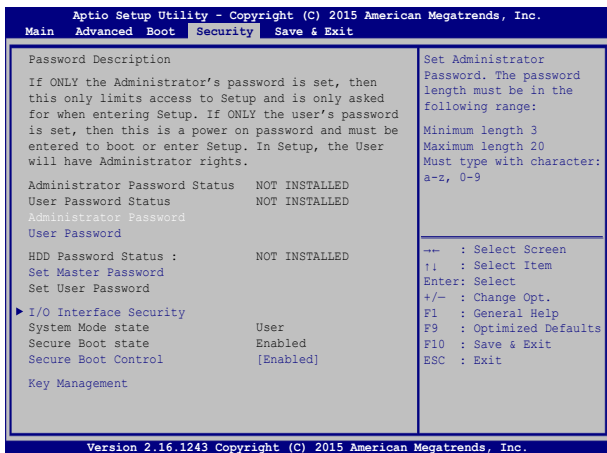 Aptio Setup Utility - Copyright (C) 2015 American Megatrends, Inc.
Main Advanced Boot Security Save & Exit
Password Description
If ONLY the Administrator's password is set, then
this only limits access to Setup and is only asked
for when entering Setup. If ONLY the user's password
is set, then this is a power on password and must be
entered to boot or enter Setup. In Setup, the User
will have Administrator rights.
Administrator Password Status NOT INSTALLED
User Password Status NOT INSTALLED
Administrator Password
User Password
HDD Password Status : NOT INSTALLED
Set Master Password
Set User Password
I/O Interface Security
System Mode state User
Secure Boot state Enabled
Secure Boot Control [Enabled]
Key Management
Set Administrator
Password. The password
length must be in the
following range:
Minimum length 3
Maximum length 20
Must type with character:
a-z, 0-9
→← : Select Screen
↑↓ : Select Item
Enter: Select
+/— : Change Opt.
F1 : General Help
F9 : Optimized Defaults
F10 : Save & Exit
ESC : Exit
Version 2.16.1243 Copyright (C) 2015 American Megatrends, Inc.